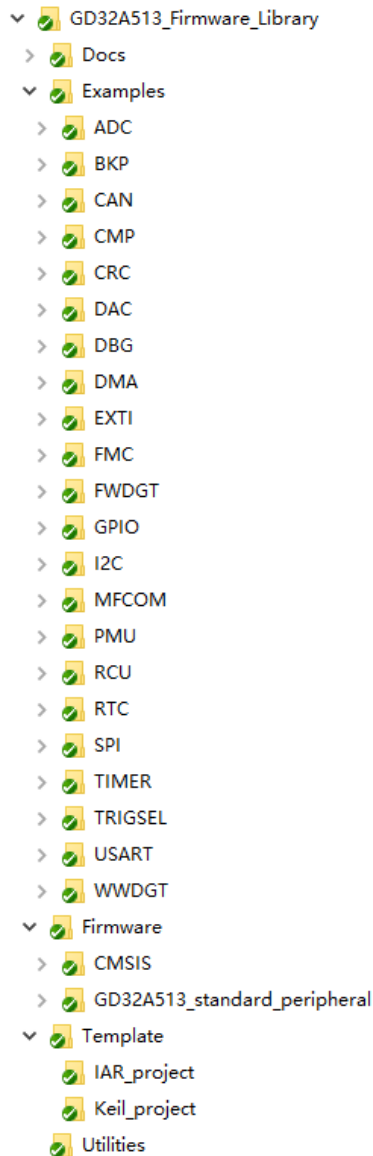 GD32A513_Firmware_Library
Docs
Examples
ADC
BKP
CAN
CMP
CRC
DAC
DBG
DMA
EXTI
FMC
FWDGT
GPIO
I2C
MFCOM
PMU
RCU
RTC
SPI
TIMER
TRIGSEL
USART
WWDGT
Firmware
CMSIS
GD32A513_standard_peripheral
Template
IAR_project
Keil_project
Utilities